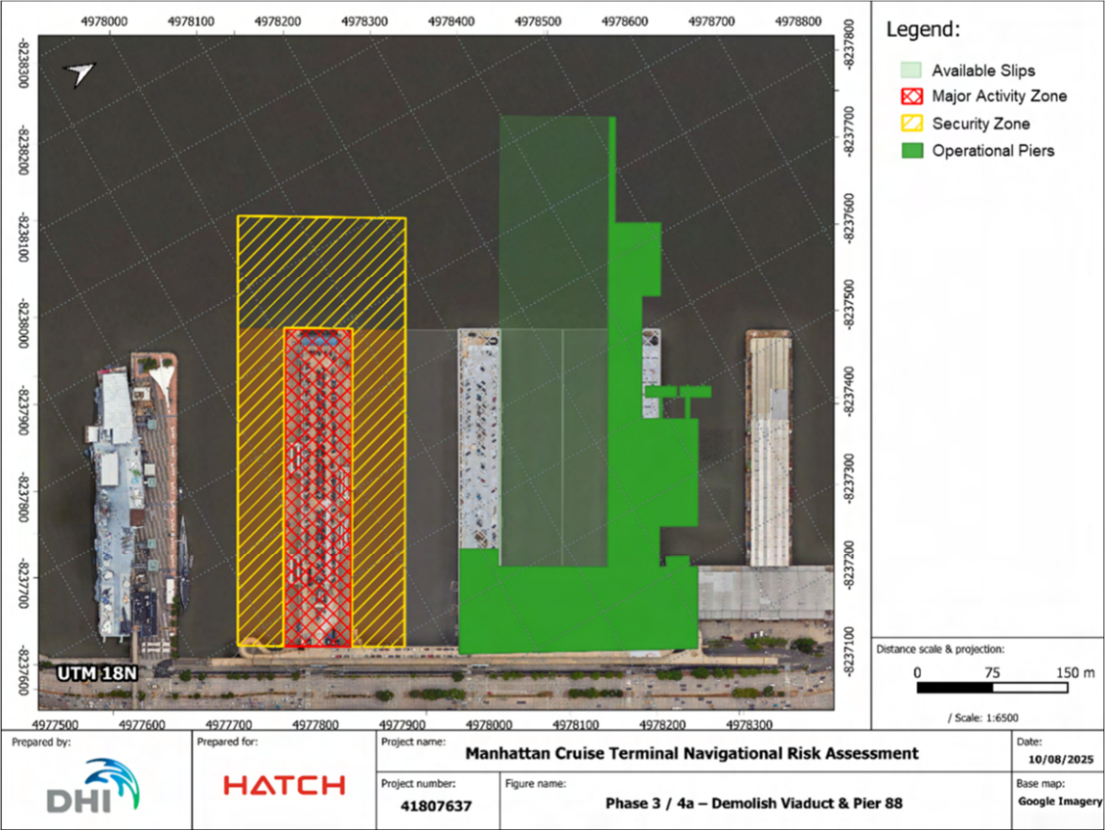 4978000 4978100 4978200 4978300 4978400 4978500 4978600 4978700 4978800
-8238300
-8238200
-8238100
-8238000
-8237900
-8237800
-8237700
-8237600
-8237800
-8237700
-8237600
-8237500
-8237400
-8237300
-8237200
-8237100
UTM 18N
4977500 4977600 4977700 4977800 4977900 4978000 4978100 4978200 4978300
Legend:
Available Slips
Major Activity Zone
Security Zone
Operational Piers
Distance scale & projection:
0 75 150 m
/ Scale: 1:6500
Prepared by:
DHI
Prepared for:
HATCH
Project name:
Manhattan Cruise Terminal Navigational Risk Assessment
Project number:
41807637
Figure name:
Phase 3 / 4a – Demolish Viaduct & Pier 88
Date:
10/08/2025
Base map:
Google Imagery